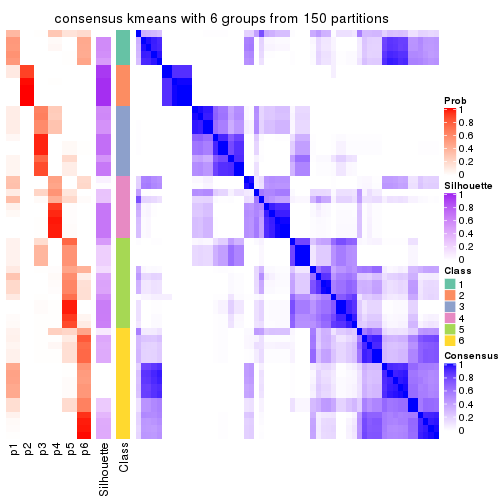 consensus kmeans with 6 groups from 150 partitions
Prob
1
0.8
0.6
0.4
0.2
0
Silhouette
1
0.8
0.6
0.4
0.2
0
Class
1
2
3
4
5
6
Consensus
1
0.8
0.6
0.4
0.2
0
p1
p2
p3
p4
p5
p6
Silhouette
Class